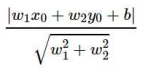 |w₁x₀ + w₂y₀ + b|
√(w₁² + w₂²)